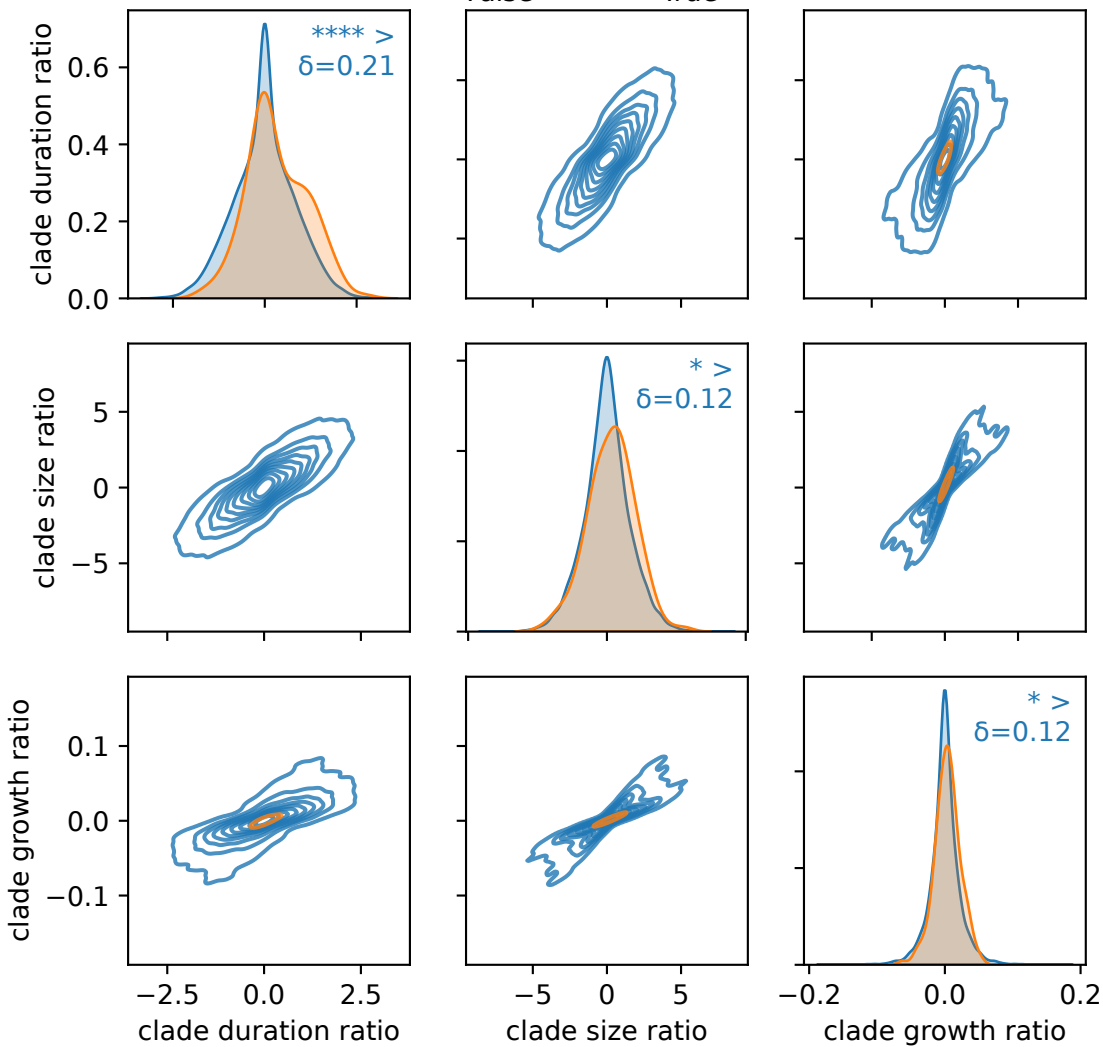 **** >
δ=0.21
clade duration ratio
0.6
0.4
0.2
0.0
* >
δ=0.12
clade size ratio
5
0
−5
* >
δ=0.12
clade growth ratio
0.1
0.0
−0.1
−2.5 0.0 2.5
−5 0 5
−0.2 0.0 0.2
clade duration ratio
clade size ratio
clade growth ratio